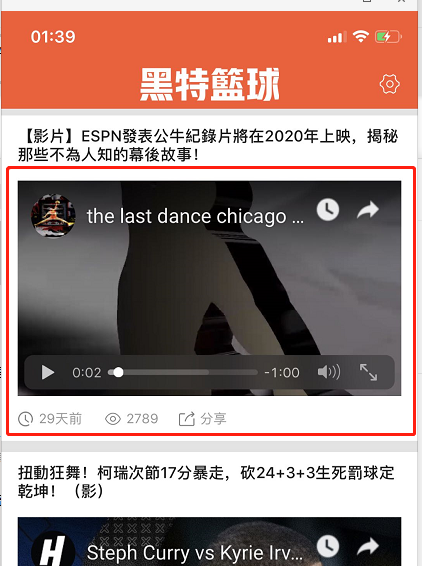 01:39
黑特籃球
【影片】ESPN發表公牛紀錄片將在2020年上映，揭秘
那些不為人知的幕後故事！
the last dance chicago ...
0:02
-1:00
29天前
2789
分享
扭動狂舞！柯瑞次節17分暴走，砍24+3+3生死罰球定
乾坤！（影）
H
Steph Curry vs Kyrie Irv...